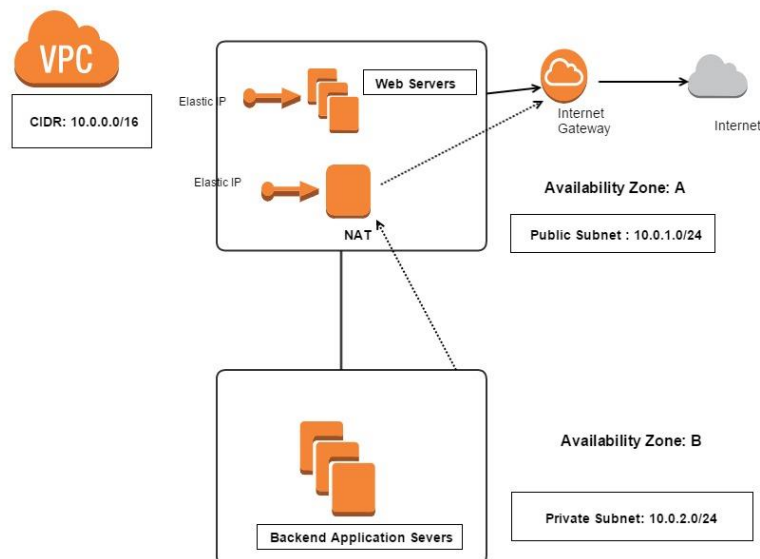 VPC
CIDR: 10.0.0.0/16
Elastic IP
Web Servers
Internet
Gateway
Internet
Elastic IP
NAT
Availability Zone: A
Public Subnet : 10.0.1.0/24
Availability Zone: B
Private Subnet: 10.0.2.0/24
Backend Application Severs